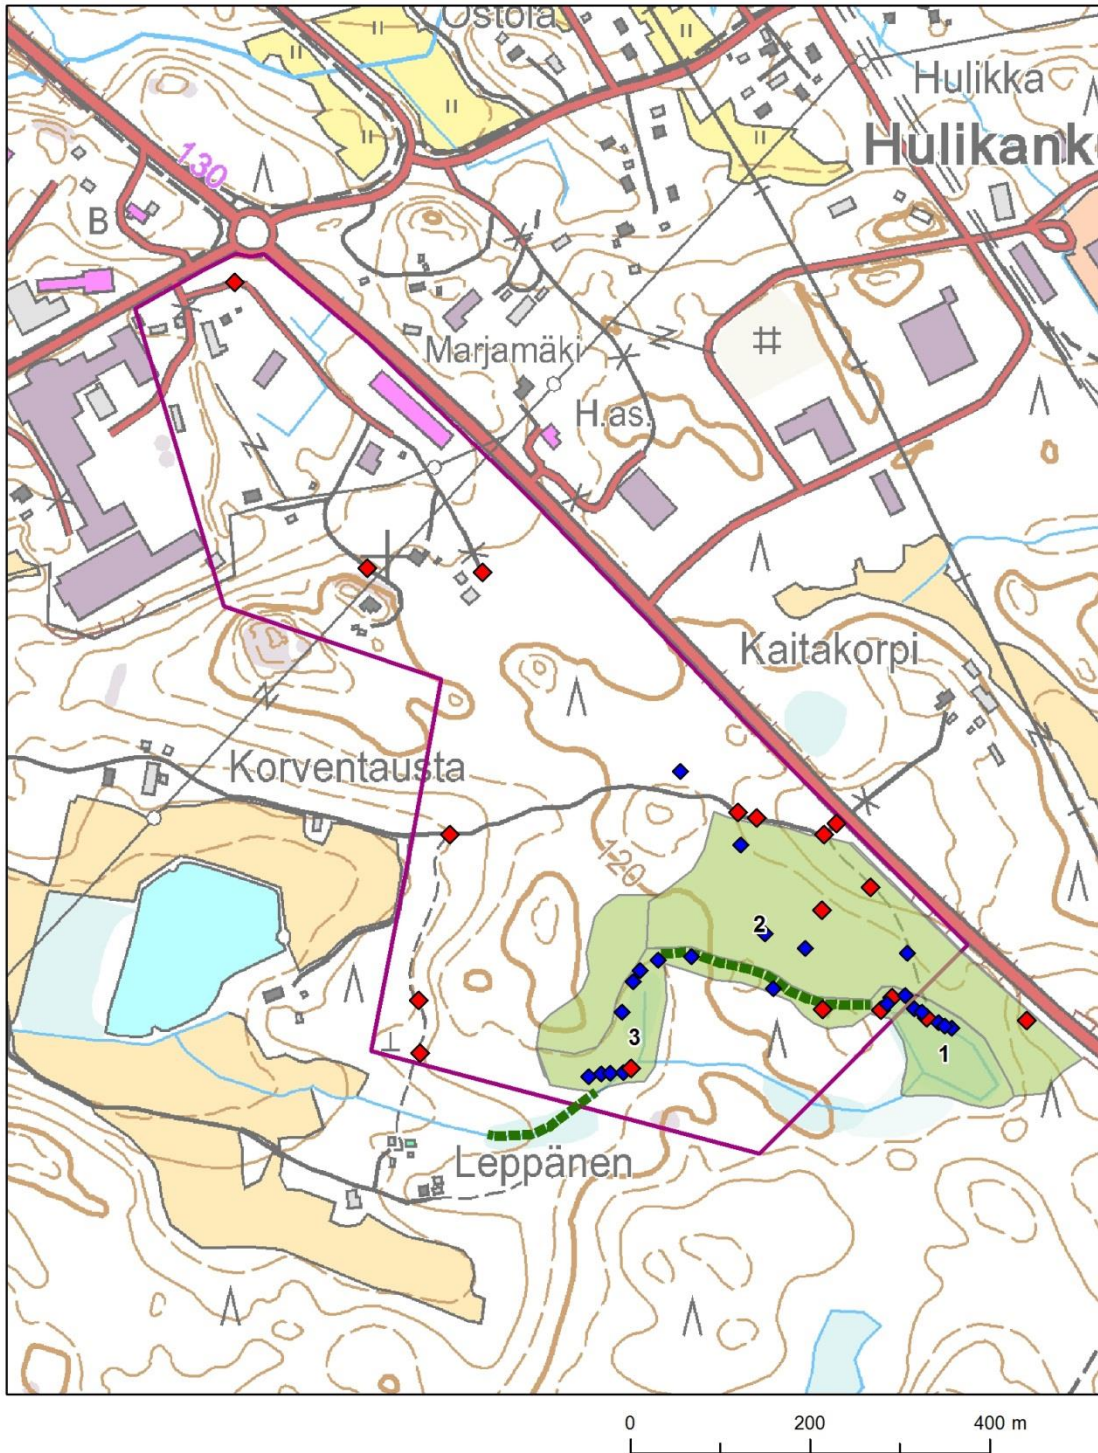 Ostola
Hulikka
Hulikank
130
B
Marjamäki
H.as.
Kaitakorpi
Korventausta
120
2
3
1
Leppänen
0 200 400 m